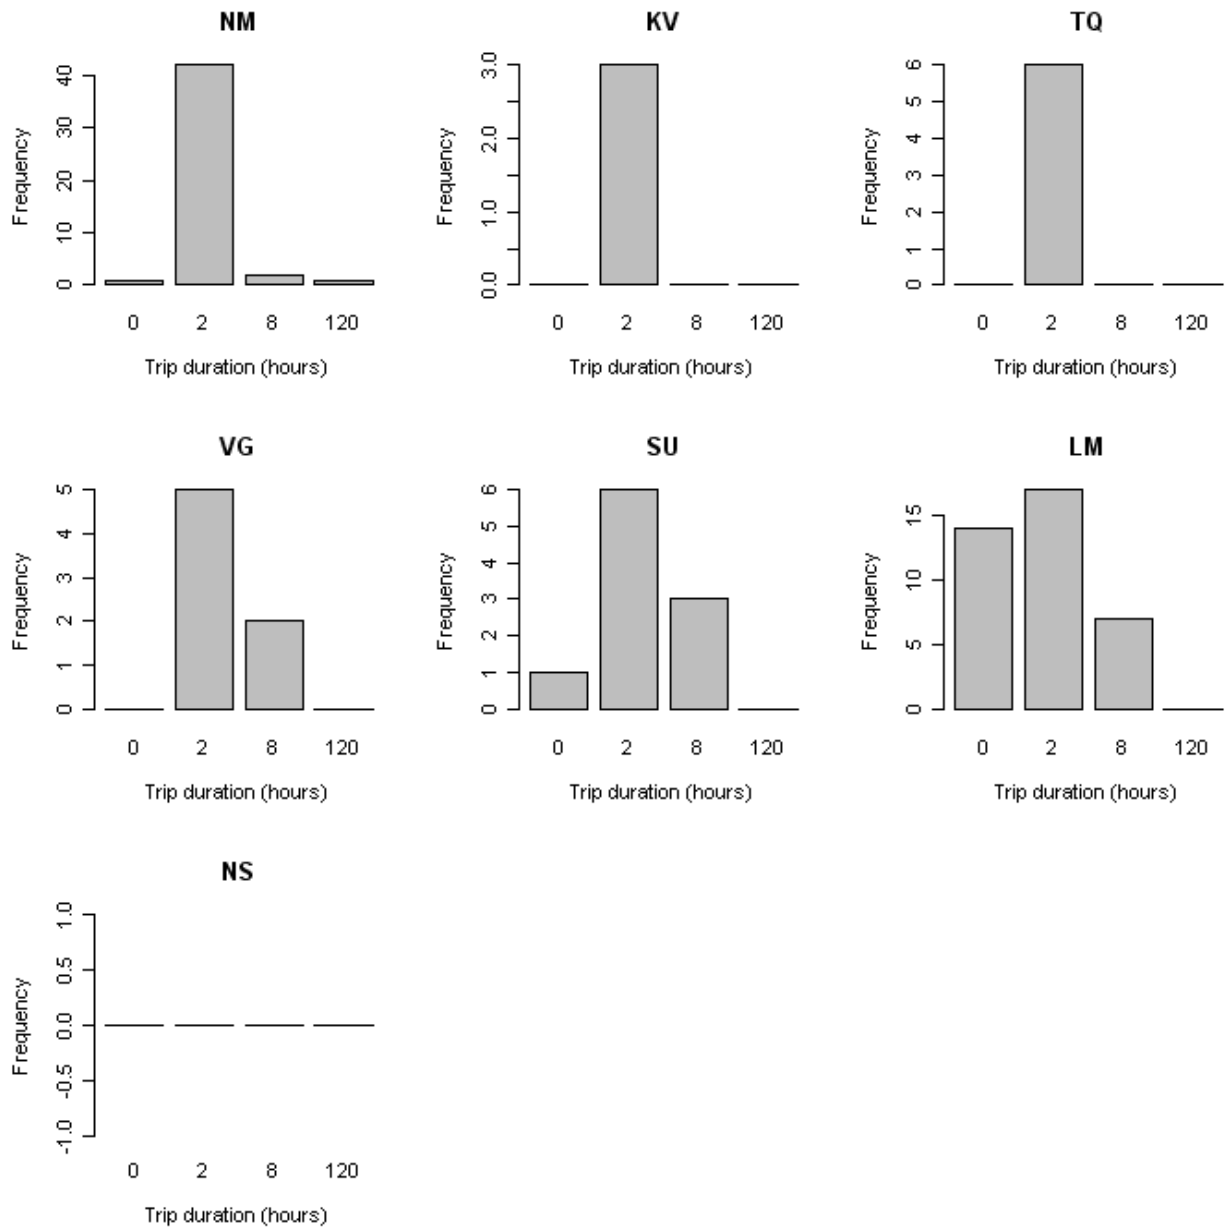 NM
Frequency
0 10 20 30 40
0 2 8 120
Trip duration (hours)
KV
Frequency
0.0 1.0 2.0 3.0
0 2 8 120
Trip duration (hours)
TQ
Frequency
0 1 2 3 4 5 6
0 2 8 120
Trip duration (hours)
VG
Frequency
0 1 2 3 4 5
0 2 8 120
Trip duration (hours)
SU
Frequency
0 1 2 3 4 5 6
0 2 8 120
Trip duration (hours)
LM
Frequency
0 5 10 15
0 2 8 120
Trip duration (hours)
NS
Frequency
-1.0 -0.5 0.0 0.5 1.0
0 2 8 120
Trip duration (hours)